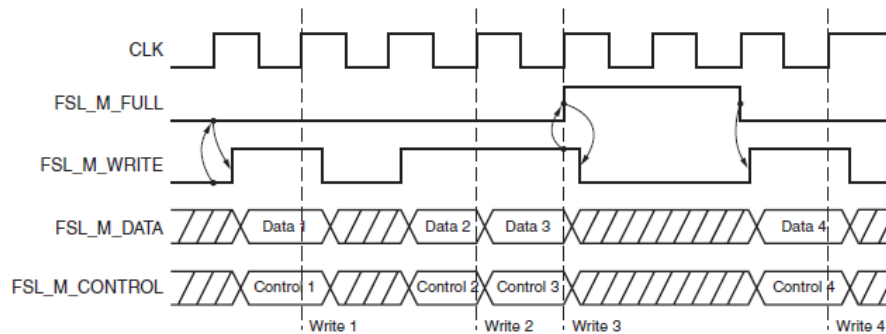 CLK
FSL_M_FULL
FSL_M_WRITE
FSL_M_DATA Data 1 Data 2 Data 3 Data 4
FSL_M_CONTROL Control 1 Control 2 Control 3 Control 4
Write 1 Write 2 Write 3 Write 4